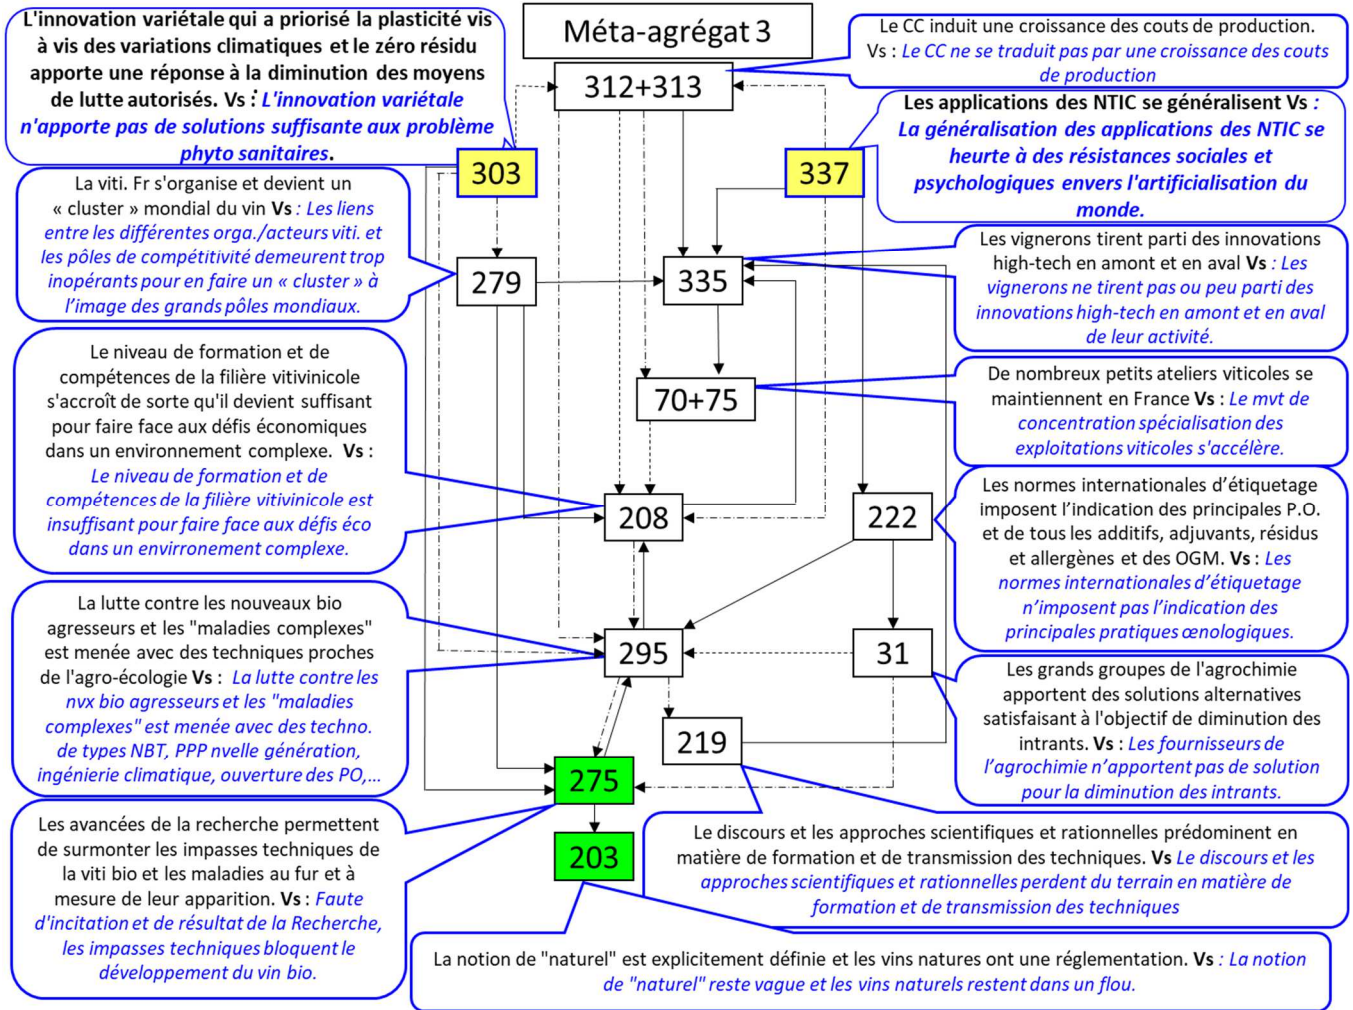 Méta-agrégat 3
L'innovation variétale qui a priorisé la plasticité vis
à vis des variations climatiques et le zéro résidu
apporte une réponse à la diminution des moyens
de lutte autorisés. Vs : L'innovation variétale
n'apporte pas de solutions suffisante aux problème
phyto sanitaires.
Le CC induit une croissance des couts de production.
Vs : Le CC ne se traduit pas par une croissance des couts
de production
312+313
Les applications des NTIC se généralisent Vs :
La généralisation des applications des NTIC se
heurte à des résistances sociales et
psychologiques envers l'artificialisation du
monde.
303
337
La viti. Fr s'organise et devient un
« cluster » mondial du vin Vs : Les liens
entre les différentes orga./acteurs viti. et
les pôles de compétitivité demeurent trop
inopérants pour en faire un « cluster » à
l’image des grands pôles mondiaux.
279
335
Les vignerons tirent parti des innovations
high-tech en amont et en aval Vs : Les
vignerons ne tirent pas ou peu parti des
innovations high-tech en amont et en aval
de leur activité.
Le niveau de formation et de
compétences de la filière vitivinicole
s'accroît de sorte qu'il devient suffisant
pour faire face aux défis économiques
dans un environnement complexe. Vs :
Le niveau de formation et de
compétences de la filière vitivinicole est
insuffisant pour faire face aux défis éco
dans un envirronement complexe.
70+75
De nombreux petits ateliers viticoles se
maintiennent en France Vs : Le mvt de
concentration spécialisation des
exploitations viticoles s'accélère.
208
222
Les normes internationales d’étiquetage
imposent l’indication des principales P.O.
et de tous les additifs, adjuvants, résidus
et allergènes et des OGM. Vs : Les
normes internationales d’étiquetage
n’imposent pas l’indication des
principales pratiques œnologiques.
La lutte contre les nouveaux bio
agresseurs et les "maladies complexes"
est menée avec des techniques proches
de l'agro-écologie Vs : La lutte contre les
nvx bio agresseurs et les "maladies
complexes" est menée avec des techno.
de types NBT, PPP nvelle génération,
ingénierie climatique, ouverture des PO,...
295
31
Les grands groupes de l'agrochimie
apportent des solutions alternatives
satisfaisant à l'objectif de diminution des
intrants. Vs : Les fournisseurs de
l’agrochimie n’apportent pas de solution
pour la diminution des intrants.
219
275
Les avancées de la recherche permettent
de surmonter les impasses techniques de
la viti bio et les maladies au fur et à
mesure de leur apparition. Vs : Faute
d'incitation et de résultat de la Recherche,
les impasses techniques bloquent le
développement du vin bio.
203
Le discours et les approches scientifiques et rationnelles prédominent en
matière de formation et de transmission des techniques. Vs Le discours et les
approches scientifiques et rationnelles perdent du terrain en matière de
formation et de transmission des techniques
La notion de "naturel" est explicitement définie et les vins natures ont une réglementation. Vs : La notion
de "naturel" reste vague et les vins naturels restent dans un flou.